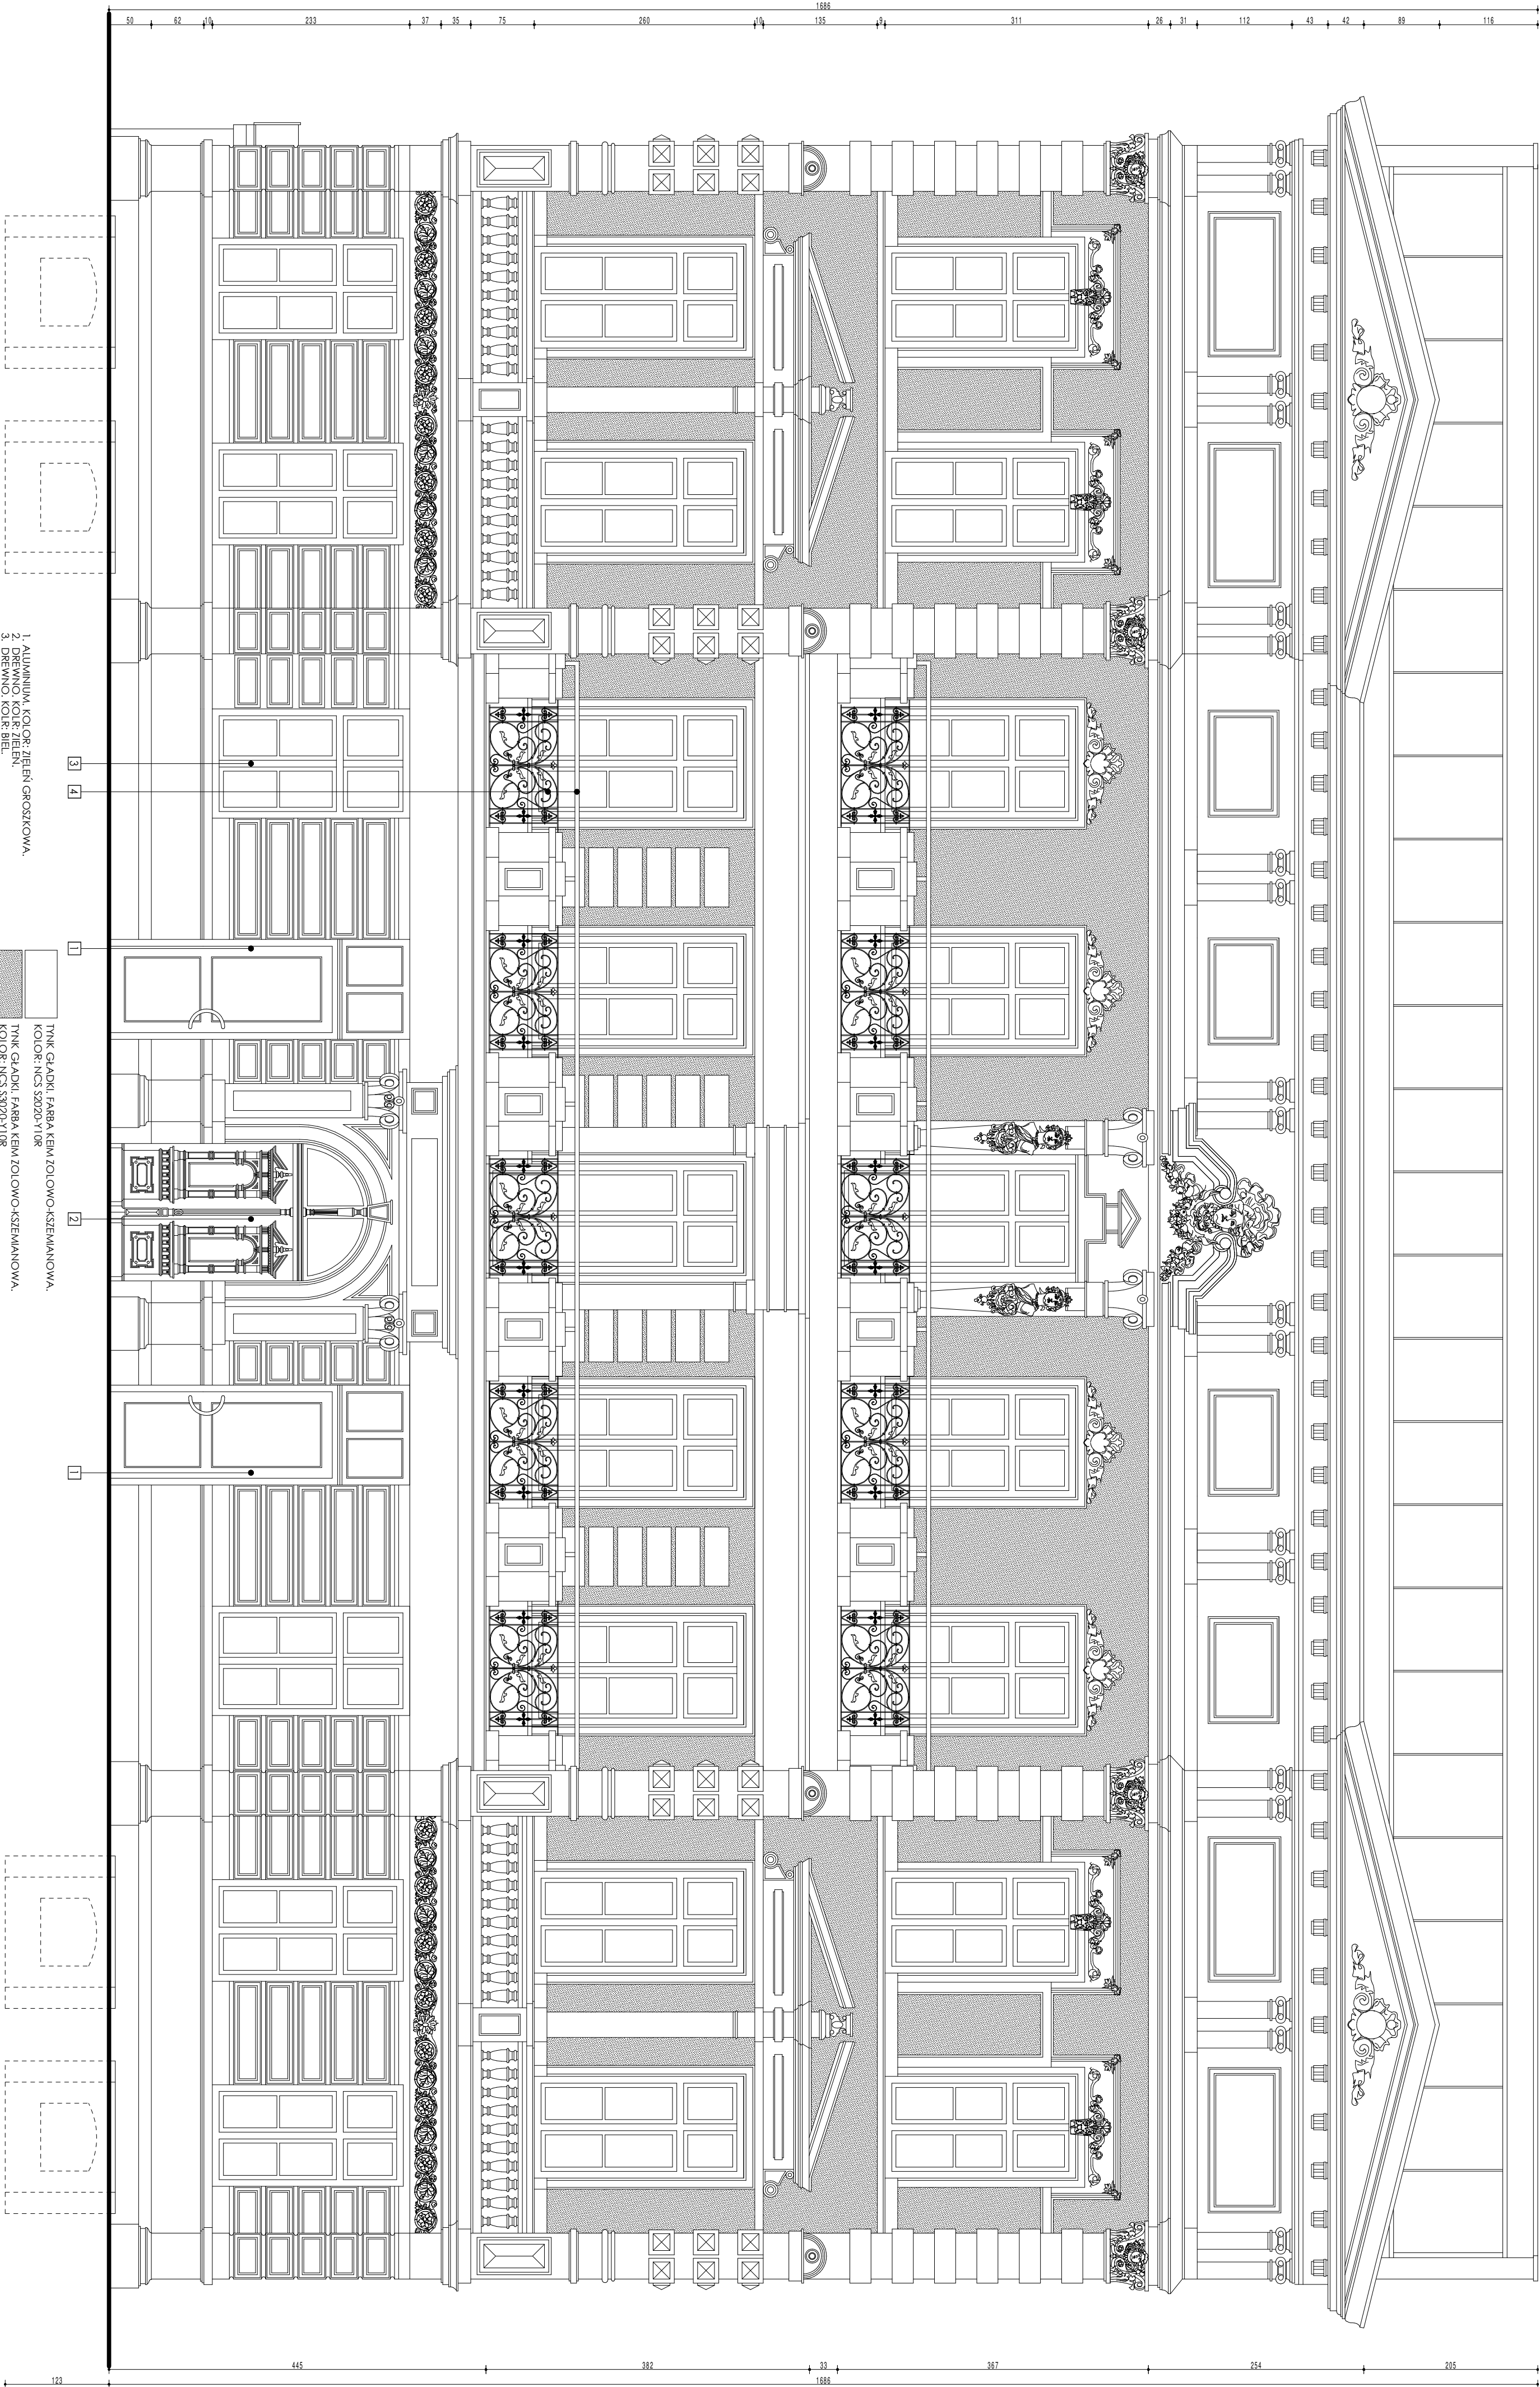 1686
50 62 10 233 37 35 75 260 10 135 9 311 26 31 112 43 42 89 116
3
4
1
2
1
1. ALUMINIUM. KOLOR: ZIELEŃ GROSZKOWA.
2. DREWNO. KOLR: ZIELEŃ.
3. DREWNO. KOLR: BIEL.
TYNK GŁADKI. FARBA KEIM ZOLOWO-KSZEMIANOWA.
KOLOR: NCS S2020-Y10R
TYNK GŁADKI. FARBA KEIM ZOLOWO-KSZEMIANOWA.
KOLOR: NCS S3020-Y10R
445 382 33 367 254 205
123 1686